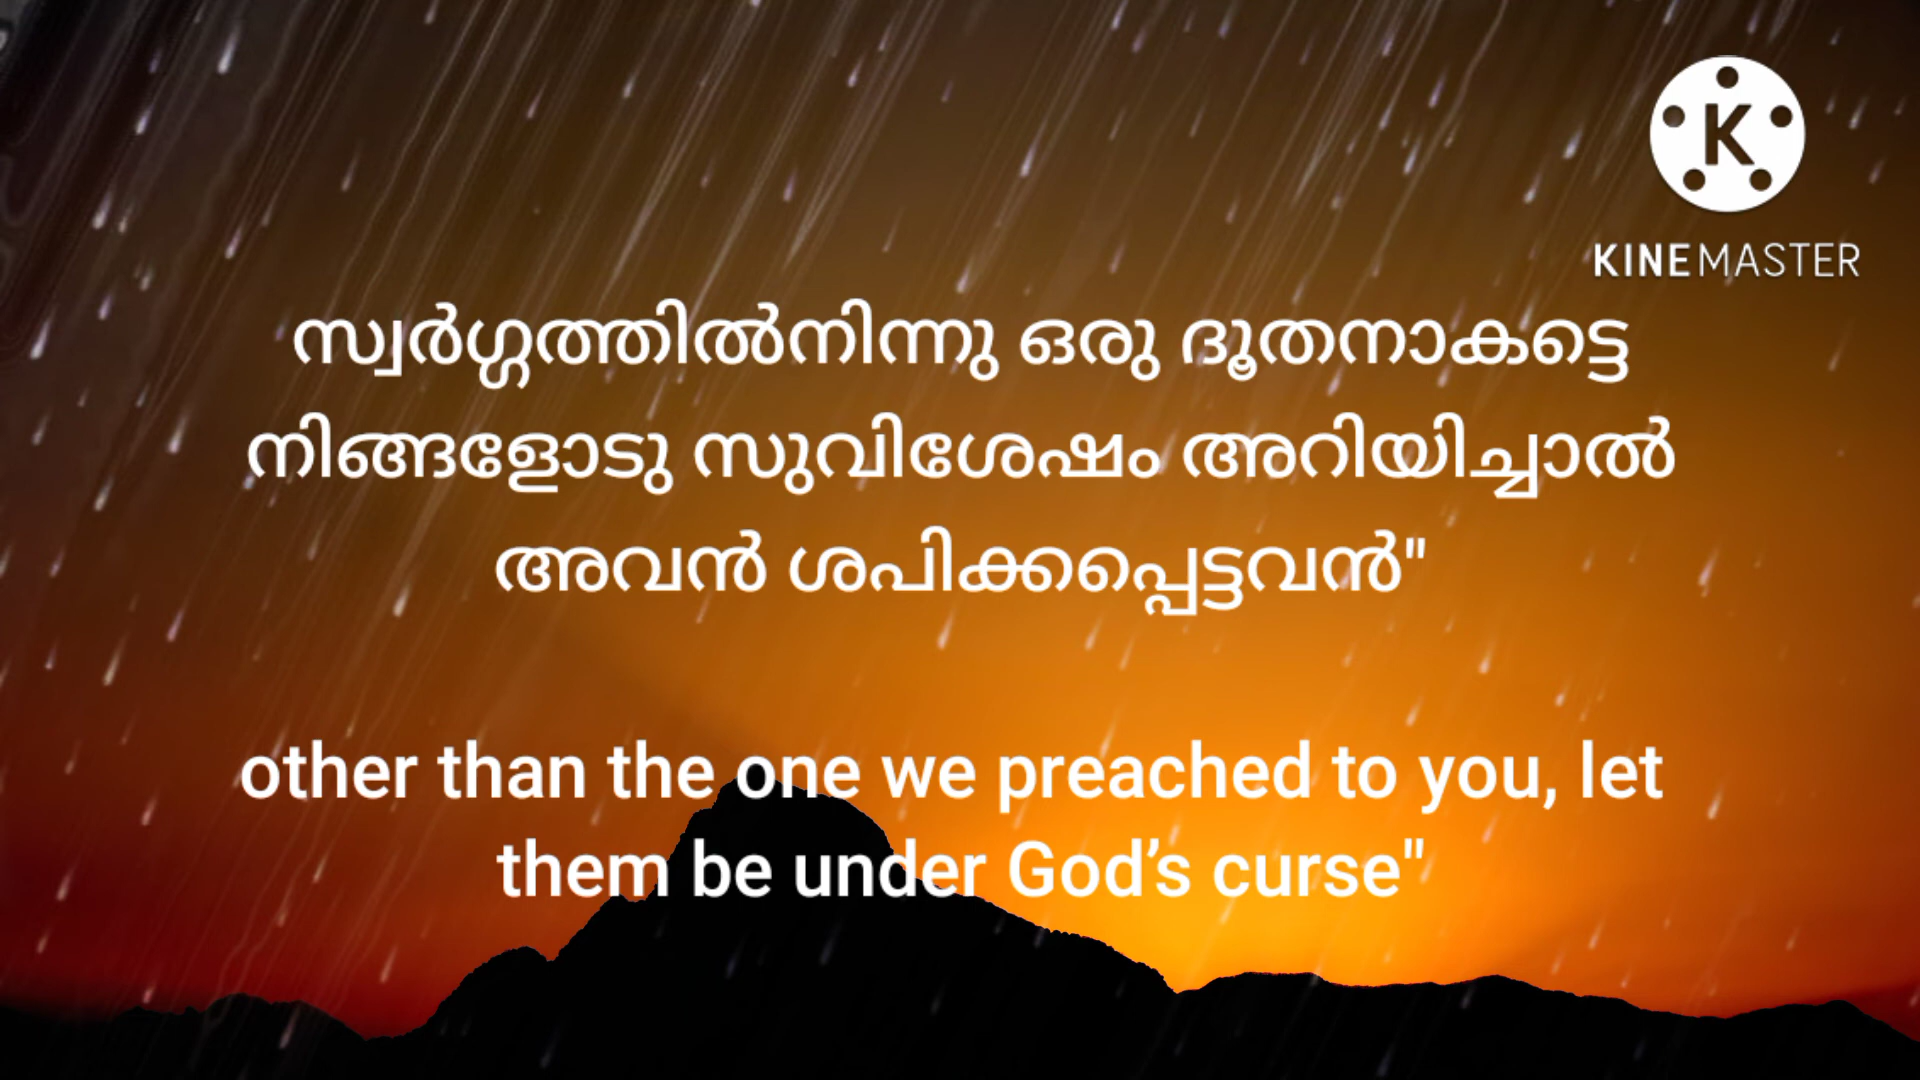 KINEMASTER
സ്വർഗ്ഗത്തിൽനിന്നു ഒരു ദൂതനാകട്ടെ
നിങ്ങളോടു സുവിശേഷം അറിയിച്ചാൽ
അവൻ ശപിക്കപ്പെട്ടവൻ"
other than the one we preached to you, let
them be under God’s curse"